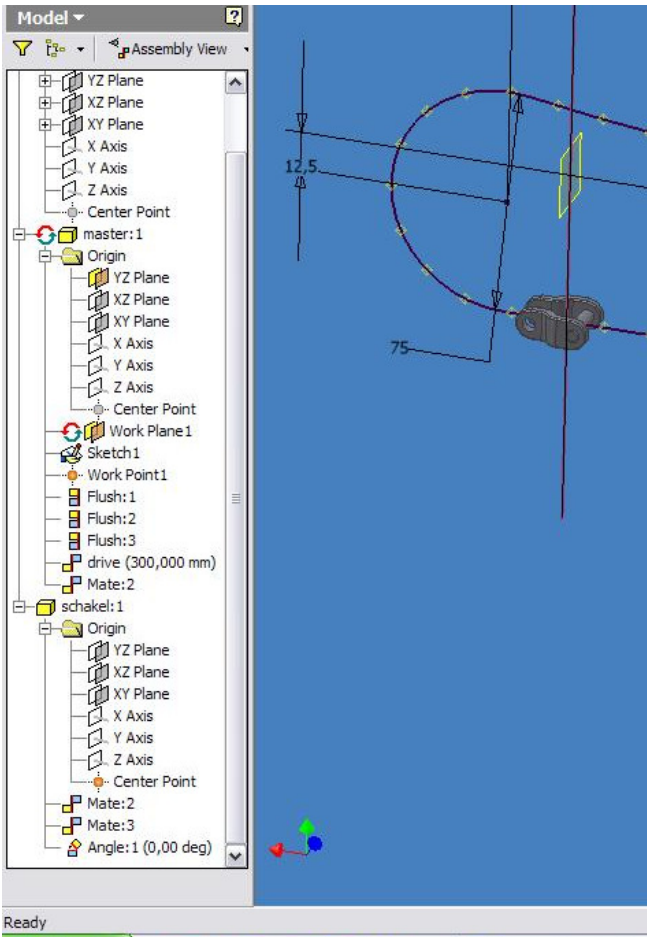 Model
Assembly View
YZ Plane
XZ Plane
XY Plane
X Axis
Y Axis
Z Axis
Center Point
master:1
Origin
YZ Plane
XZ Plane
XY Plane
X Axis
Y Axis
Z Axis
Center Point
Work Plane1
Sketch1
Work Point1
Flush:1
Flush:2
Flush:3
drive (300,000 mm)
Mate:2
schakel:1
Origin
YZ Plane
XZ Plane
XY Plane
X Axis
Y Axis
Z Axis
Center Point
Mate:2
Mate:3
Angle:1 (0,00 deg)
12,5
75
Ready